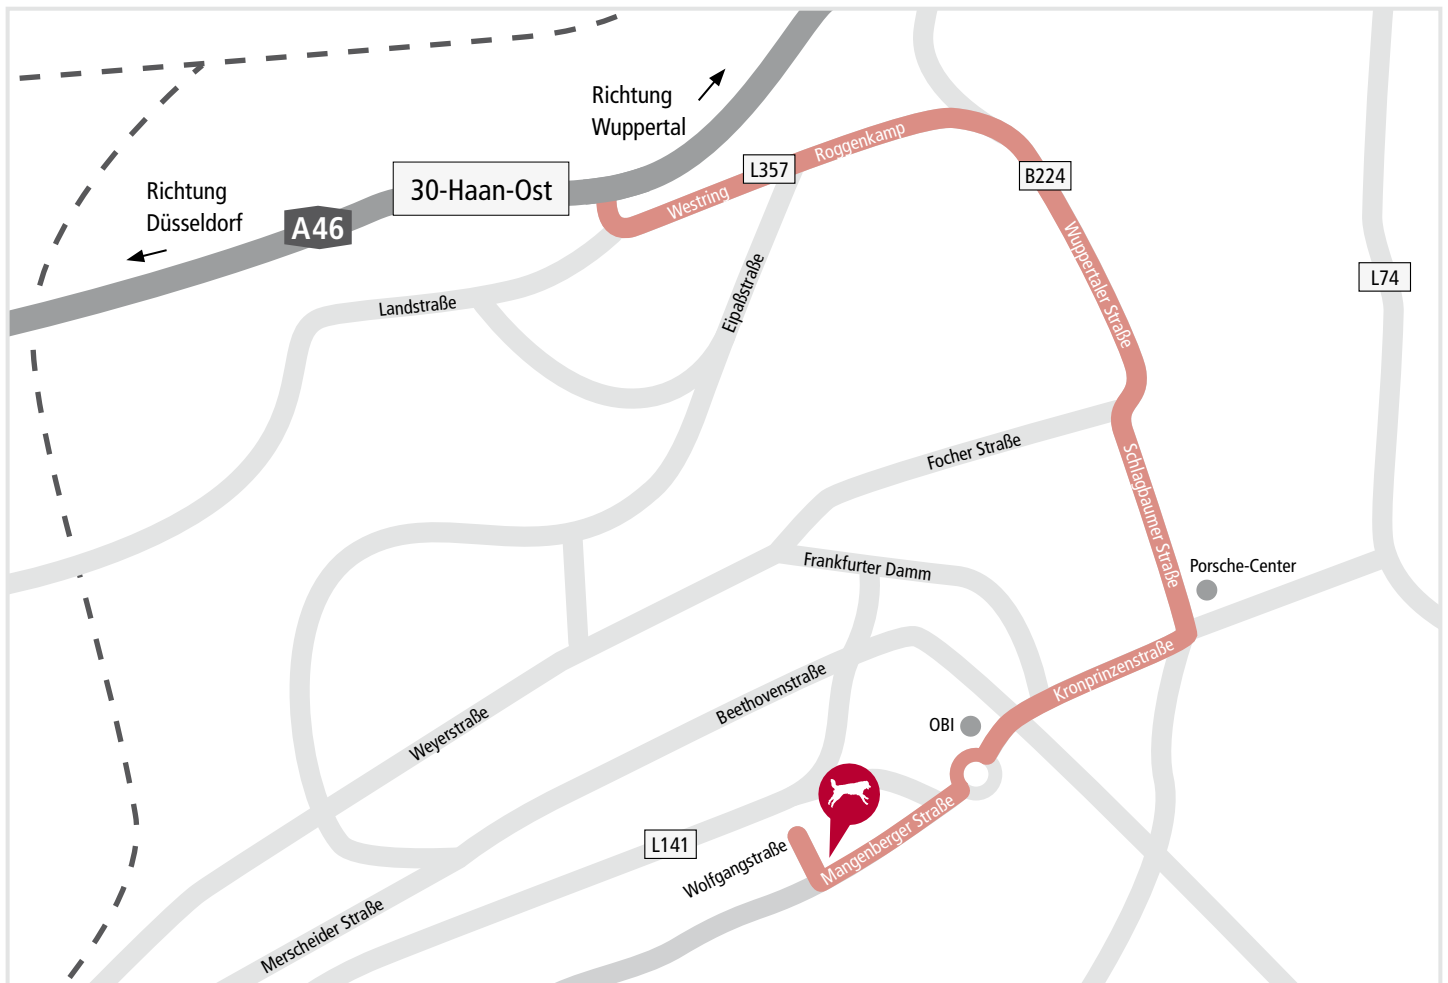 Richtung
Wuppertal
Roggenkamp
L357
B224
30-Haan-Ost
Richtung
Düsseldorf
Westring
A46
Wuppertaler Straße
L74
Landstraße
Eipaßstraße
Focher Straße
Schlagbaumer Straße
Frankfurter Damm
Porsche-Center
Kronprinzenstraße
Beethovenstraße
Weyerstraße
OBI
Mangenberger Straße
L141
Wolfgangstraße
Merscheider Straße